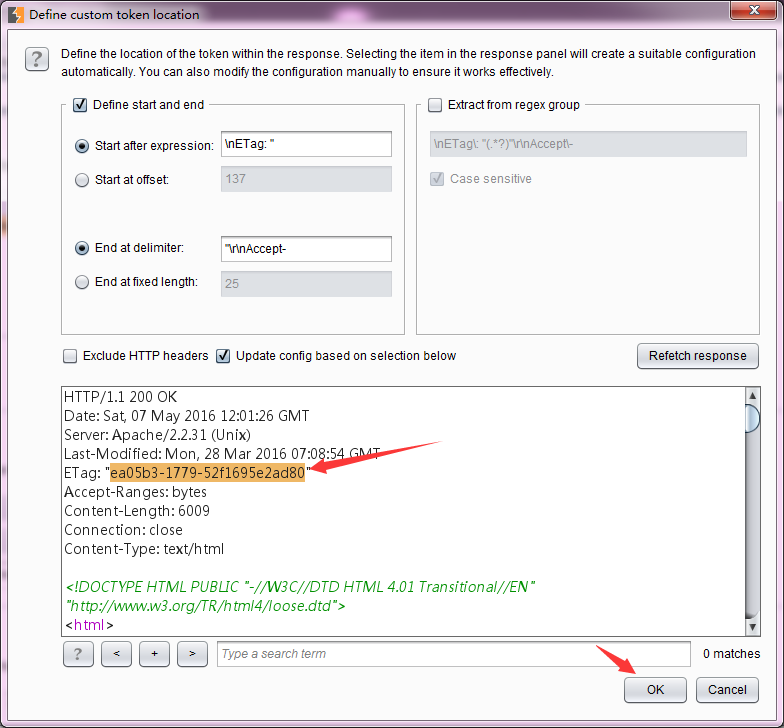 Define custom token location
?
Define the location of the token within the response. Selecting the item in the response panel will create a suitable configuration
automatically. You can also modify the configuration manually to ensure it works effectively.
Define start and end
Start after expression:
\nETag: "
Start at offset:
137
End at delimiter:
"\r\nAccept-
End at fixed length:
25
Extract from regex group
\nETag\: "(.*?)"\r\nAccept\-
Case sensitive
Exclude HTTP headers
Update config based on selection below
Refetch response
HTTP/1.1 200 OK
Date: Sat, 07 May 2016 12:01:26 GMT
Server: Apache/2.2.31 (Unix)
Last-Modified: Mon, 28 Mar 2016 07:08:54 GMT
ETag: "ea05b3-1779-52f1695e2ad80"
Accept-Ranges: bytes
Content-Length: 6009
Connection: close
Content-Type: text/html
<!DOCTYPE HTML PUBLIC "-//W3C//DTD HTML 4.01 Transitional//EN"
"http://www.w3.org/TR/html4/loose.dtd">
<html>
? < + > Type a search term 0 matches
OK Cancel